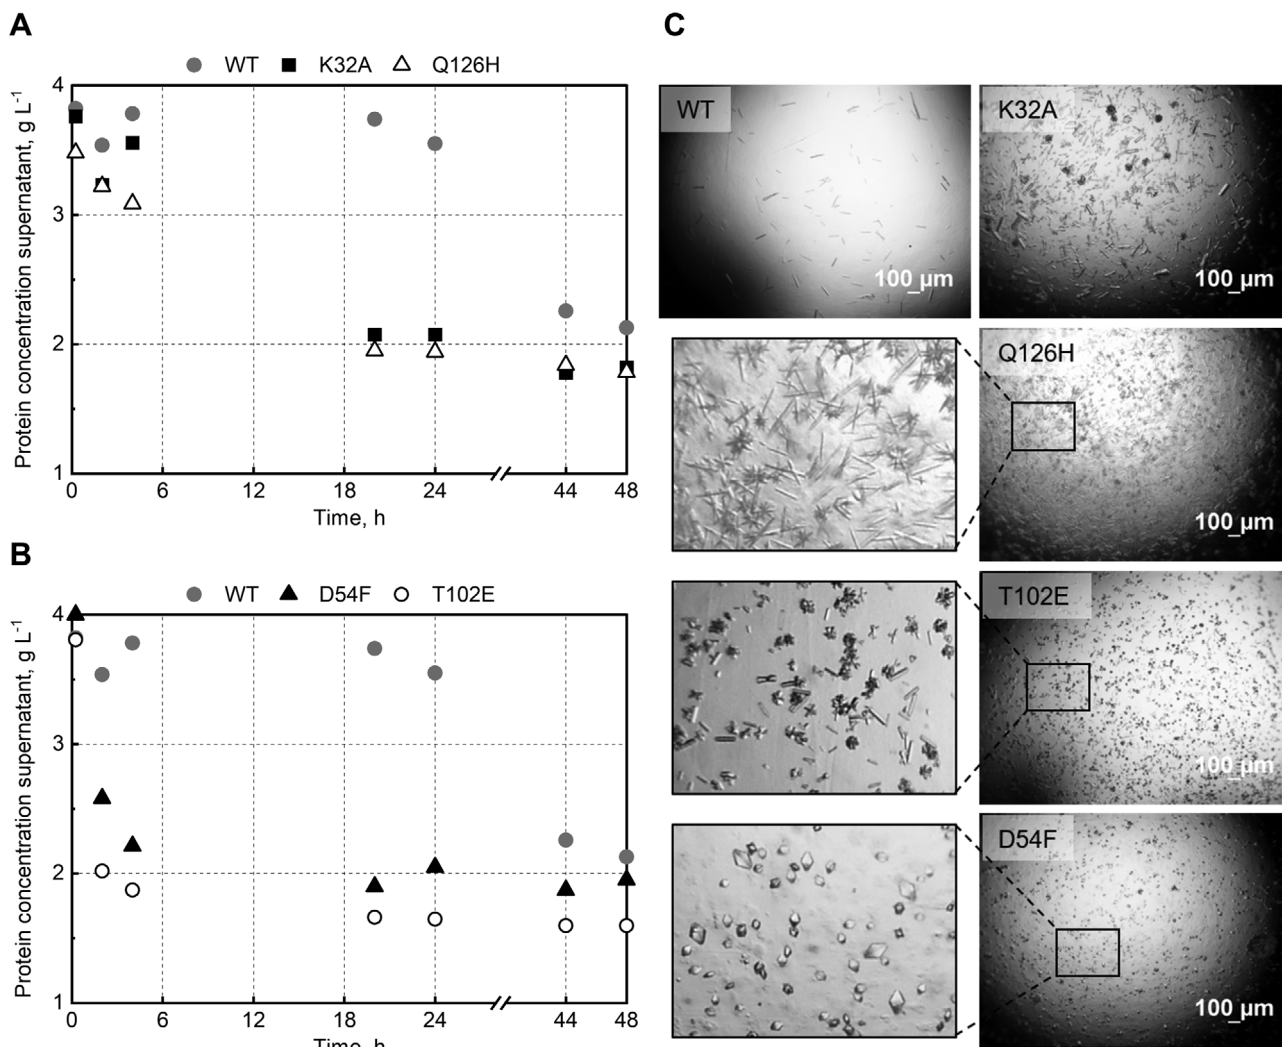 A
WT K32A Q126H
Protein concentration supernatant, g L-1
4
3
2
1
0 6 12 18 24 44 48
Time, h
B
WT D54F T102E
Protein concentration supernatant, g L-1
4
3
2
1
0 6 12 18 24 44 48
Time, h
C
WT
100 µm
K32A
100 µm
Q126H
100 µm
T102E
100 µm
D54F
100 µm